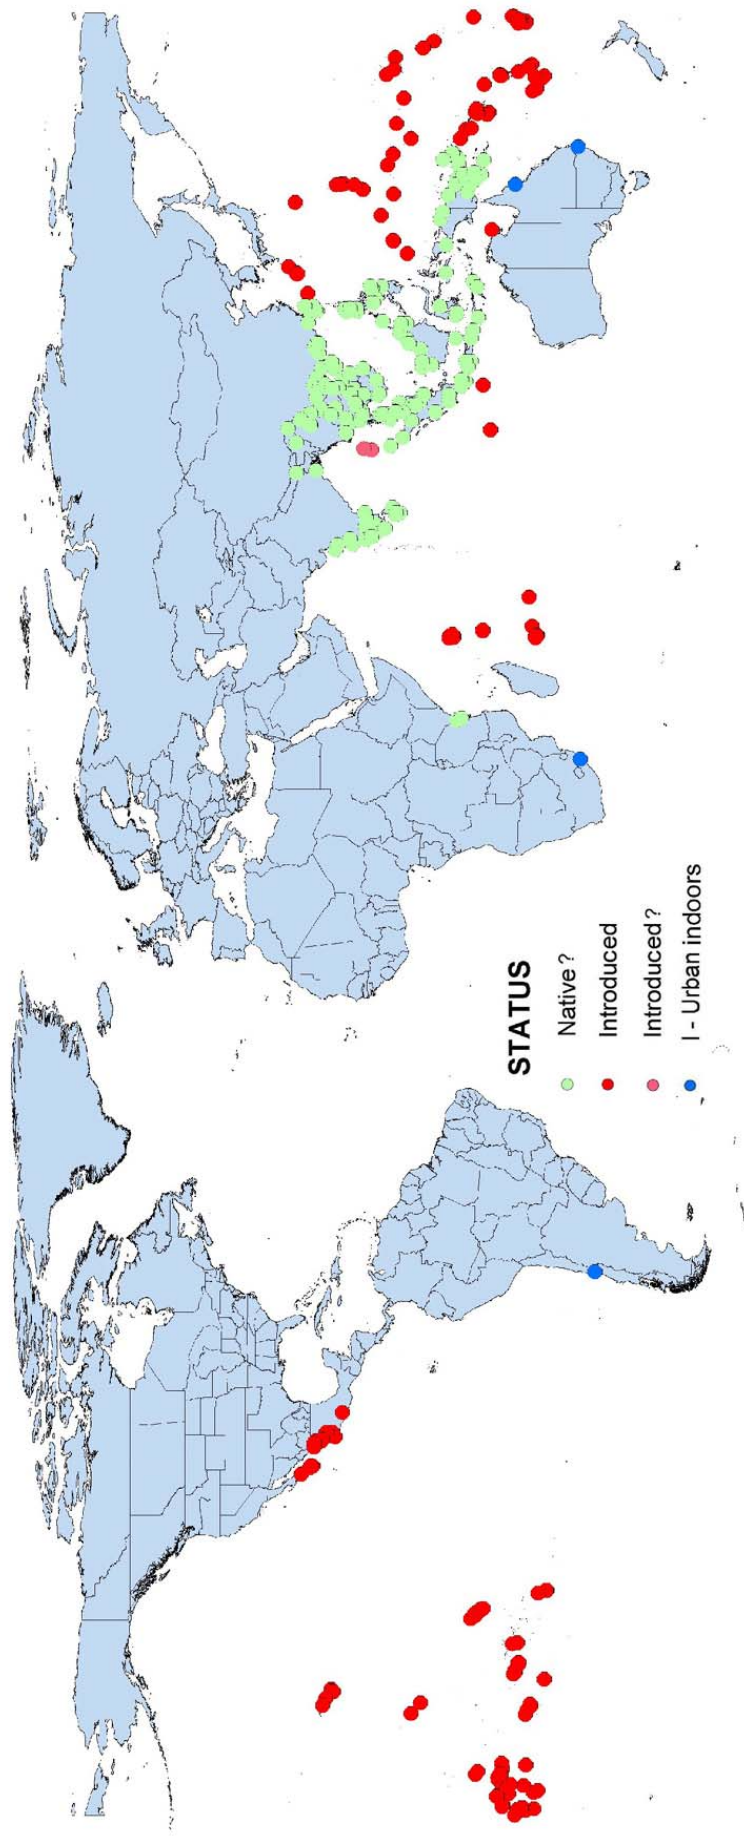 STATUS
Native?
Introduced
Introduced?
I - Urban indoors